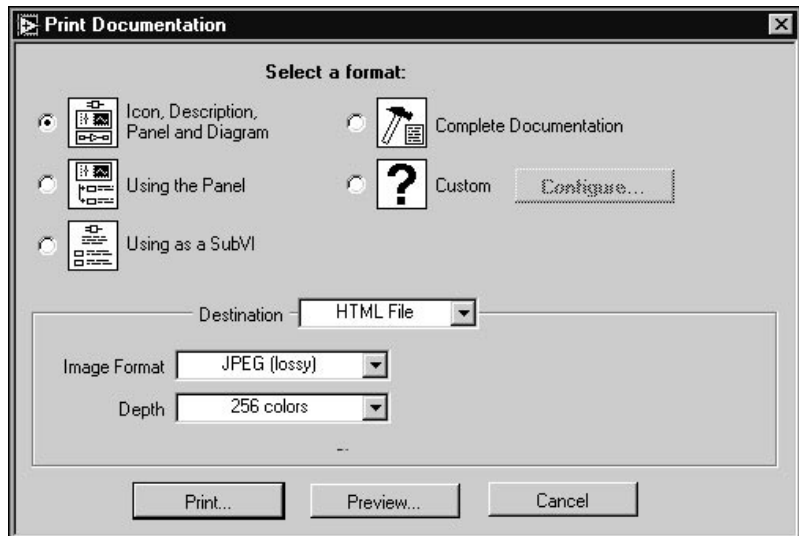 Print Documentation
Select a format:
Icon, Description,
Panel and Diagram
Complete Documentation
Using the Panel
Custom
Configure...
Using as a SubVI
Destination
HTML File
Image Format
JPEG (lossy)
Depth
256 colors
Print...
Preview...
Cancel